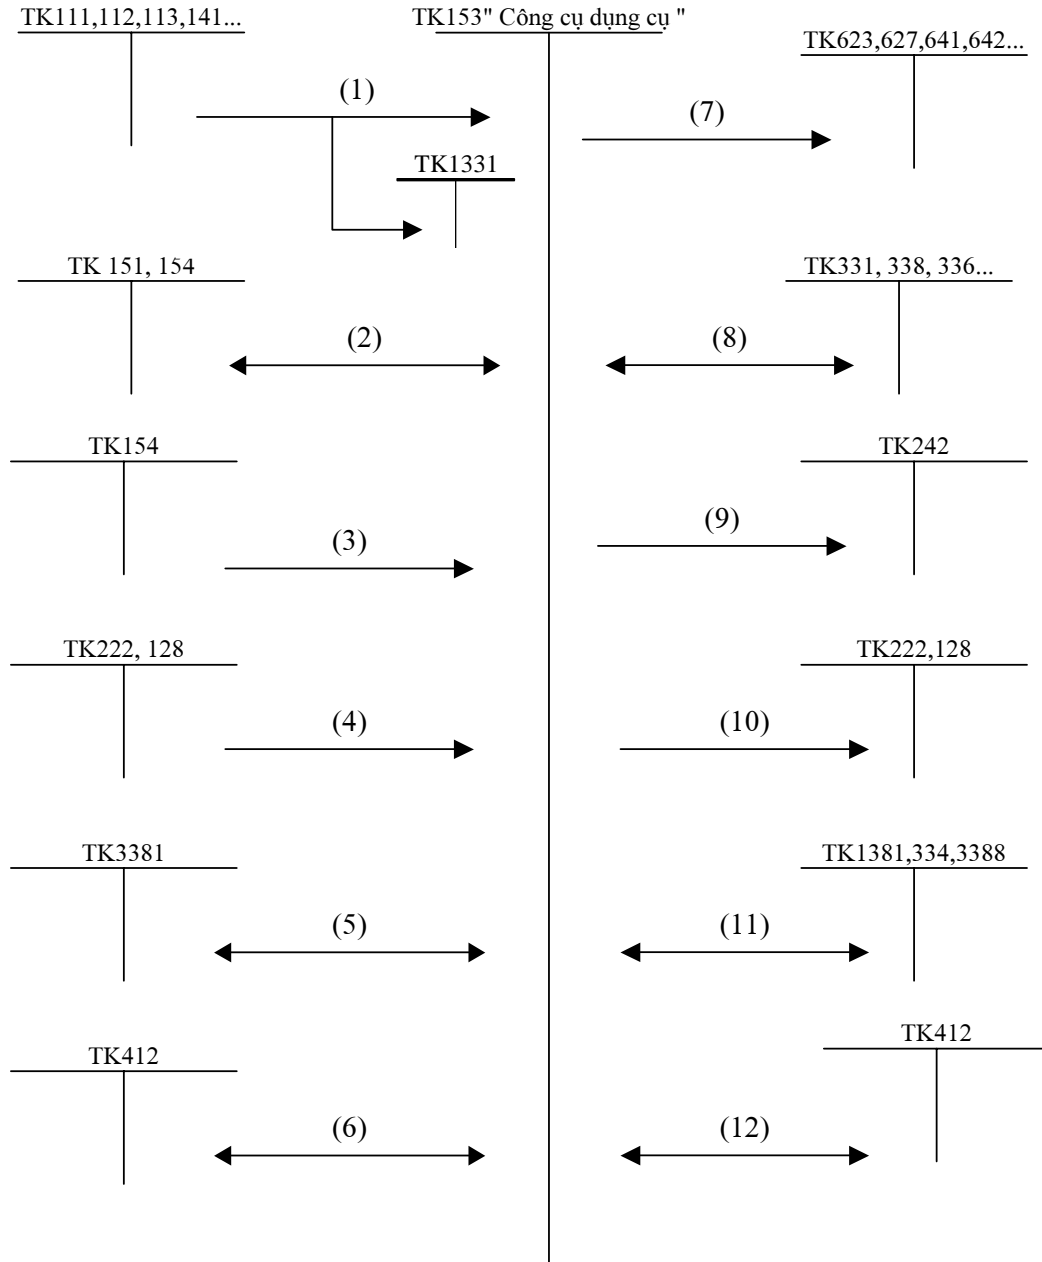 TK111,112,113,141...
TK153" Công cụ dụng cụ "
TK623,627,641,642...
(1)
(7)
TK1331
TK 151, 154
TK331, 338, 336...
(2)
(8)
TK154
TK242
(3)
(9)
TK222, 128
TK222,128
(4)
(10)
TK3381
TK1381,334,3388
(5)
(11)
TK412
TK412
(6)
(12)